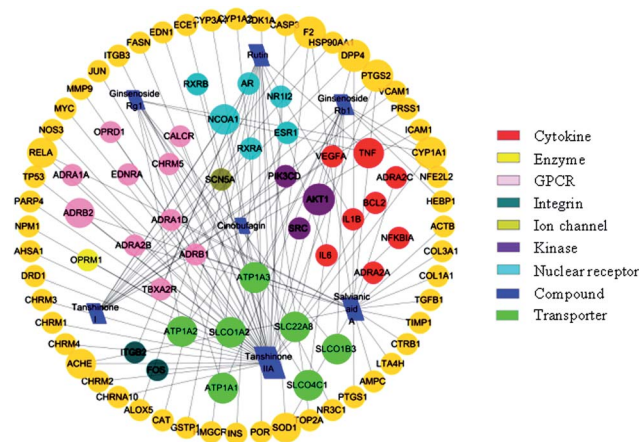 CYP3A4
CYP1A2
CDK1A
CASP3
F2
HSP90AA1
DPP4
PTGS2
VCAM1
PRSS1
ICAM1
CYP1A1
NFE2L2
HEBP1
ACTB
COL3A1
COL1A1
TGFB1
TIMP1
CTRB1
LTA4H
AMPC
PTGS1
NR3C1
TOP2A
SOD1
POR
INS
GSTP1
CAT
ALOX5
CHRNA10
CHRM2
ACHE
CHRM4
CHRM1
CHRM3
DRD1
AHSA1
NPM1
PARP4
TP53
RELA
NOS3
MYC
MMP9
JUN
ITGB3
FASN
EDN1
ECE1
Rutin
Ginsenoside
Rg1
Ginsenoside
Rb1
RXRB
AR
NR1I2
NCOA1
ESR1
RXRA
OPRD1
CALCR
EDNRA
CHRM5
ADRA1A
ADRB2
ADRA1D
ADRA2B
ADRB1
OPRM1
TBXA2R
SCN5A
PIK3CD
AKT1
SRC
VEGFA
TNF
ADRA2C
BCL2
IL1B
NFKBIA
IL6
ADRA2A
Cinobufagin
Tanshinone
I
Tanshinone
IIA
Salvianic
aid
A
ATP1A3
ATP1A2
SLCO1A2
SLC22A8
SLCO1B3
SLCO4C1
ATP1A1
ITGB2
FOS
Cytokine
Enzyme
GPCR
Integrin
Ion channel
Kinase
Nuclear receptor
Compound
Transporter